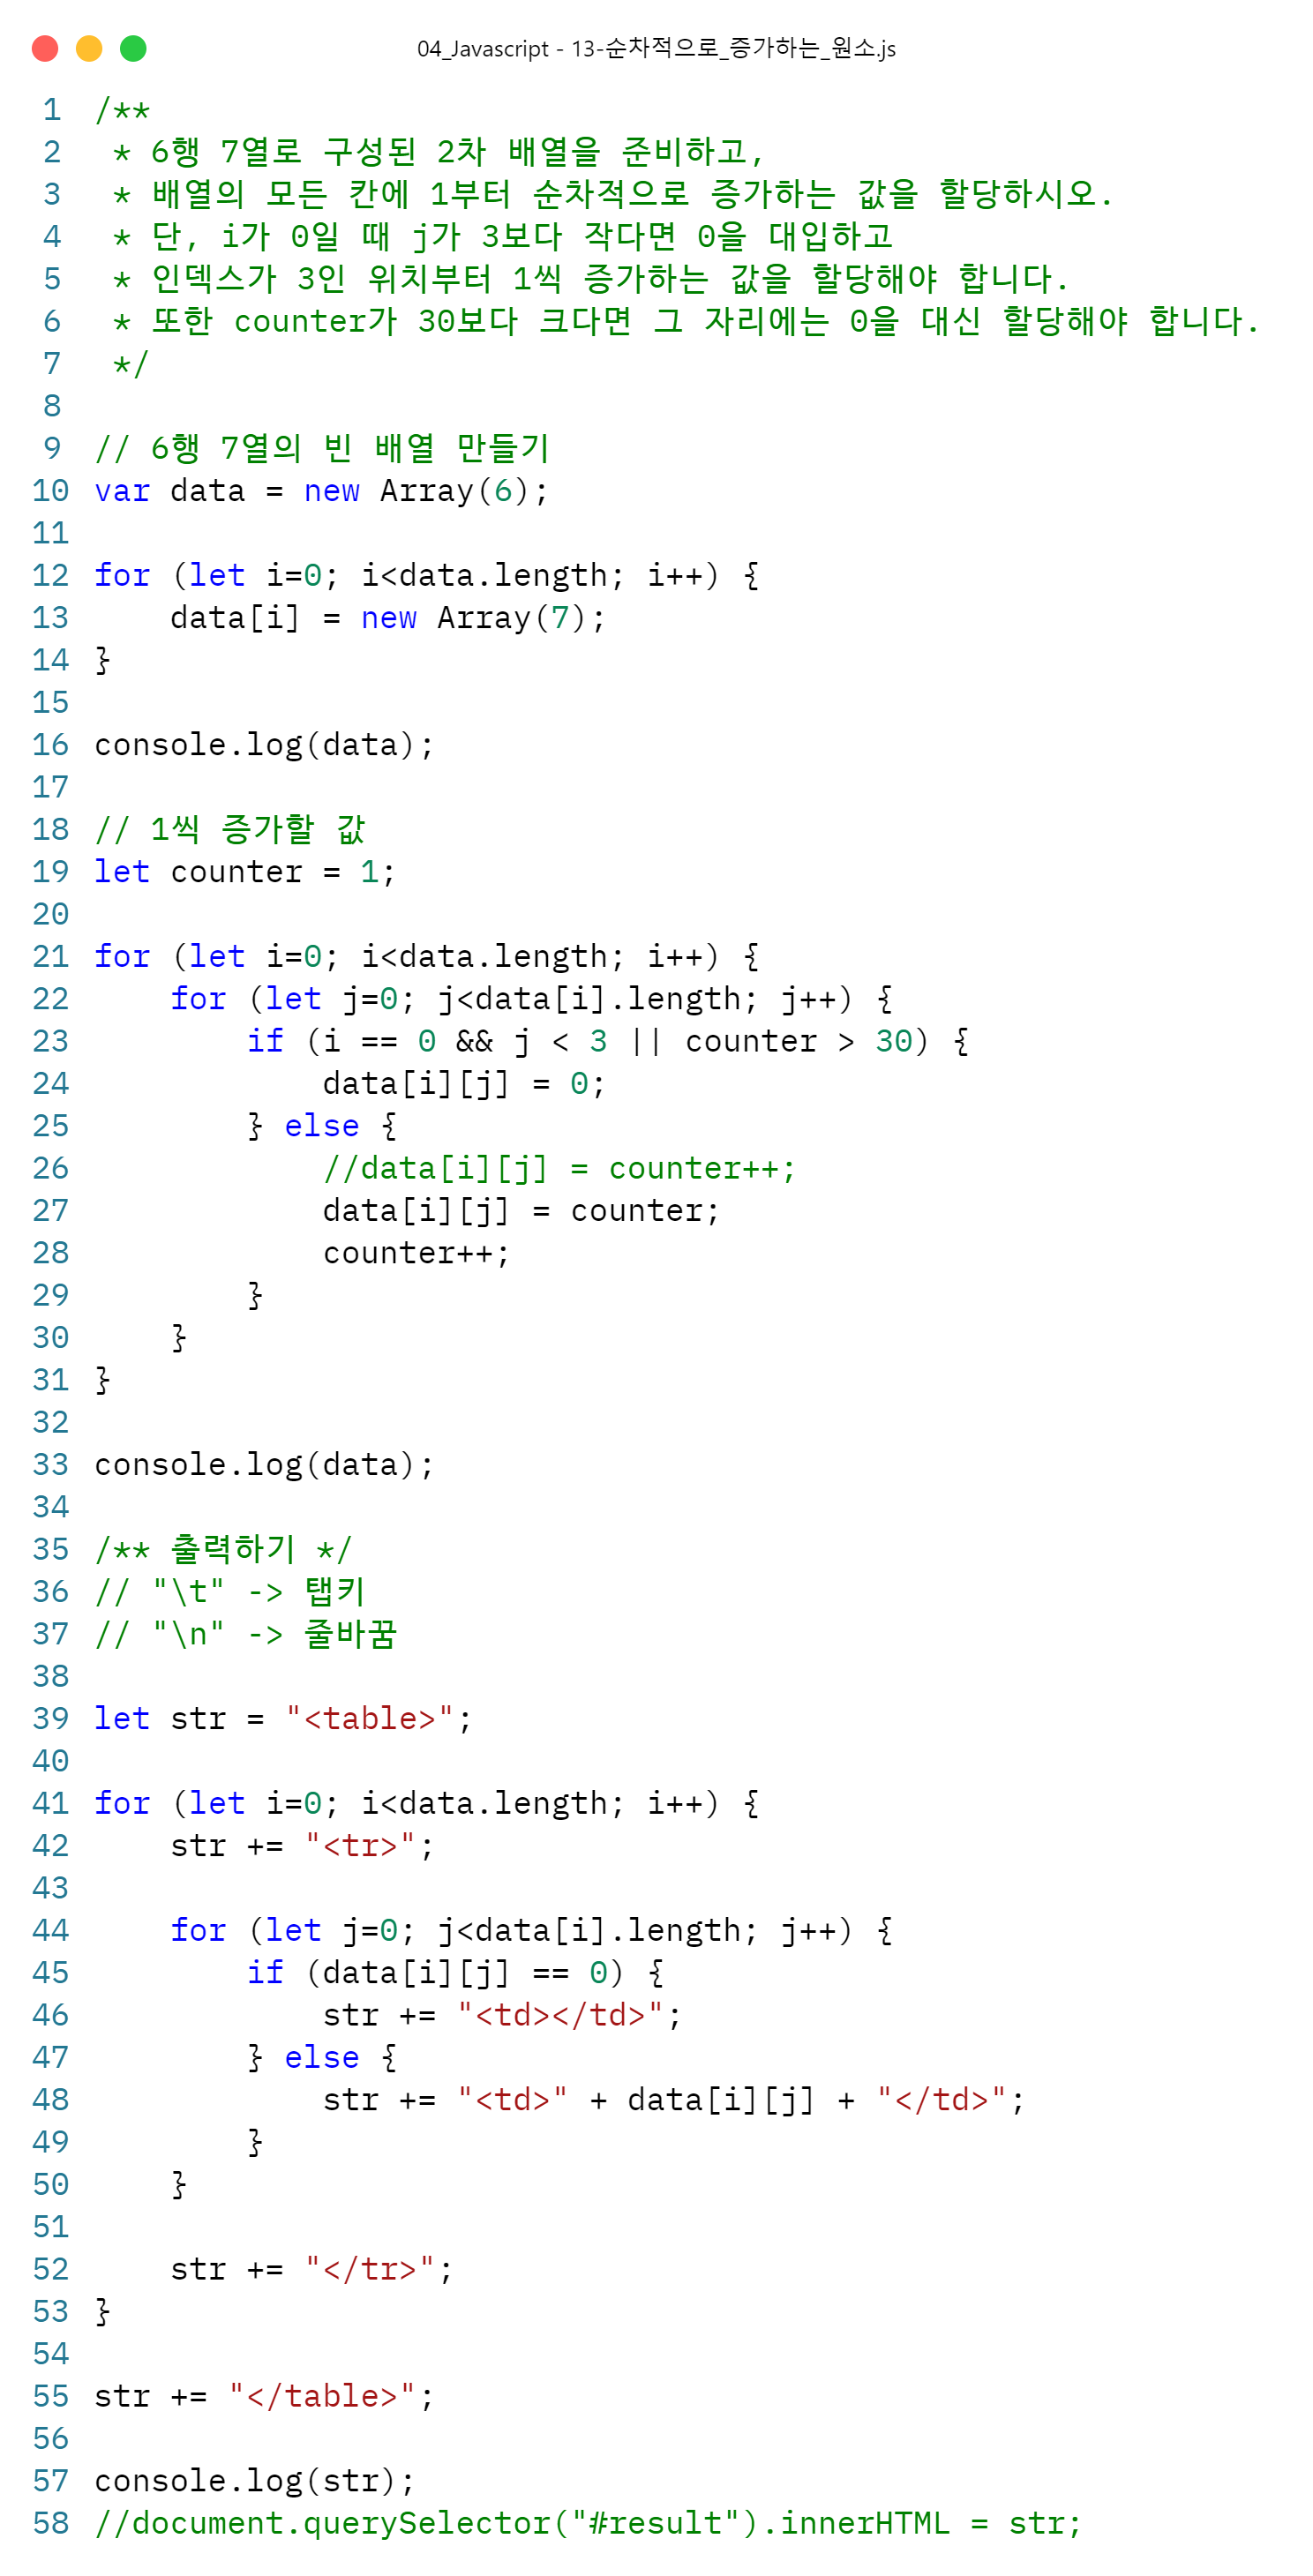 04_Javascript - 13-순차적으로_증가하는_원소.js
1 /**
2  * 6행 7열로 구성된 2차 배열을 준비하고,
3  * 배열의 모든 칸에 1부터 순차적으로 증가하는 값을 할당하시오.
4  * 단, i가 0일 때 j가 3보다 작다면 0을 대입하고
5  * 인덱스가 3인 위치부터 1씩 증가하는 값을 할당해야 합니다.
6  * 또한 counter가 30보다 크다면 그 자리에는 0을 대신 할당해야 합니다.
7  */
8
9 // 6행 7열의 빈 배열 만들기
10 var data = new Array(6);
11
12 for (let i=0; i<data.length; i++) {
13     data[i] = new Array(7);
14 }
15
16 console.log(data);
17
18 // 1씩 증가할 값
19 let counter = 1;
20
21 for (let i=0; i<data.length; i++) {
22     for (let j=0; j<data[i].length; j++) {
23         if (i == 0 && j < 3 || counter > 30) {
24             data[i][j] = 0;
25         } else {
26             //data[i][j] = counter++;
27             data[i][j] = counter;
28             counter++;
29         }
30     }
31 }
32
33 console.log(data);
34
35 /** 출력하기 */
36 // "\t" -> 탭키
37 // "\n" -> 줄바꿈
38
39 let str = "<table>";
40
41 for (let i=0; i<data.length; i++) {
42     str += "<tr>";
43
44     for (let j=0; j<data[i].length; j++) {
45         if (data[i][j] == 0) {
46             str += "<td></td>";
47         } else {
48             str += "<td>" + data[i][j] + "</td>";
49         }
50     }
51
52     str += "</tr>";
53 }
54
55 str += "</table>";
56
57 console.log(str);
58 //document.querySelector("#result").innerHTML = str;